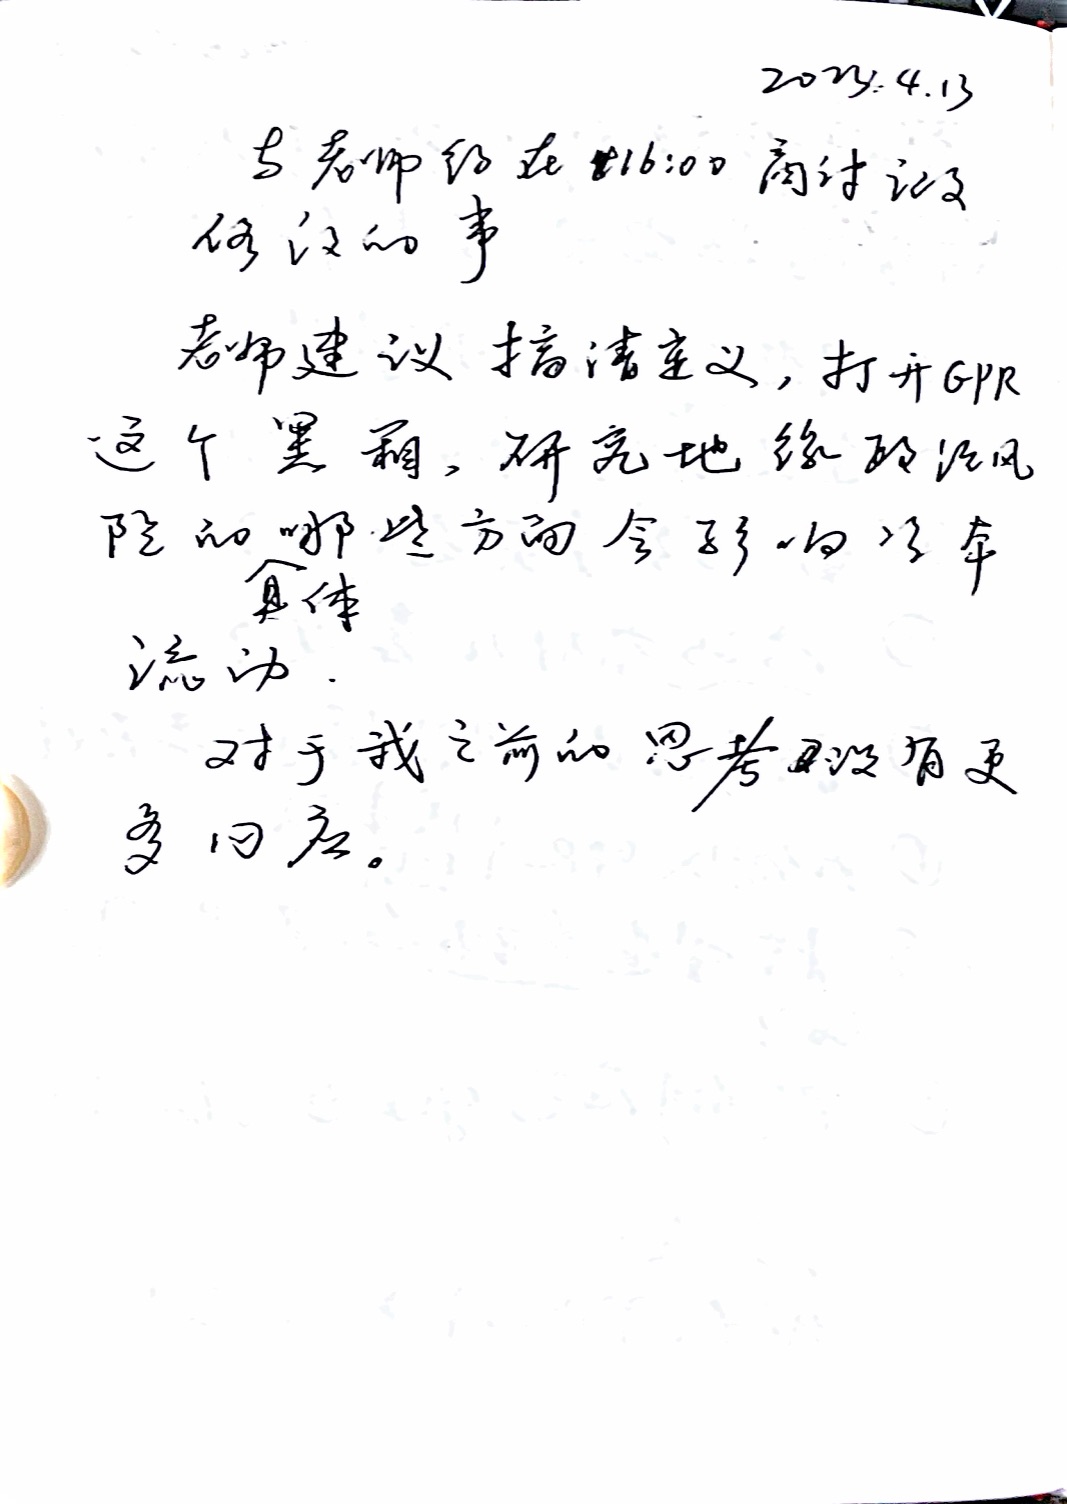 2023.4.13
与老师约在16:00商讨论文
修改的事
老师建议搞清定义，打开GPR
这个黑箱，研究地缘政治风
险的哪些方面会影响资本
具体
流动.
对于我之前的思考没有更
多回应。